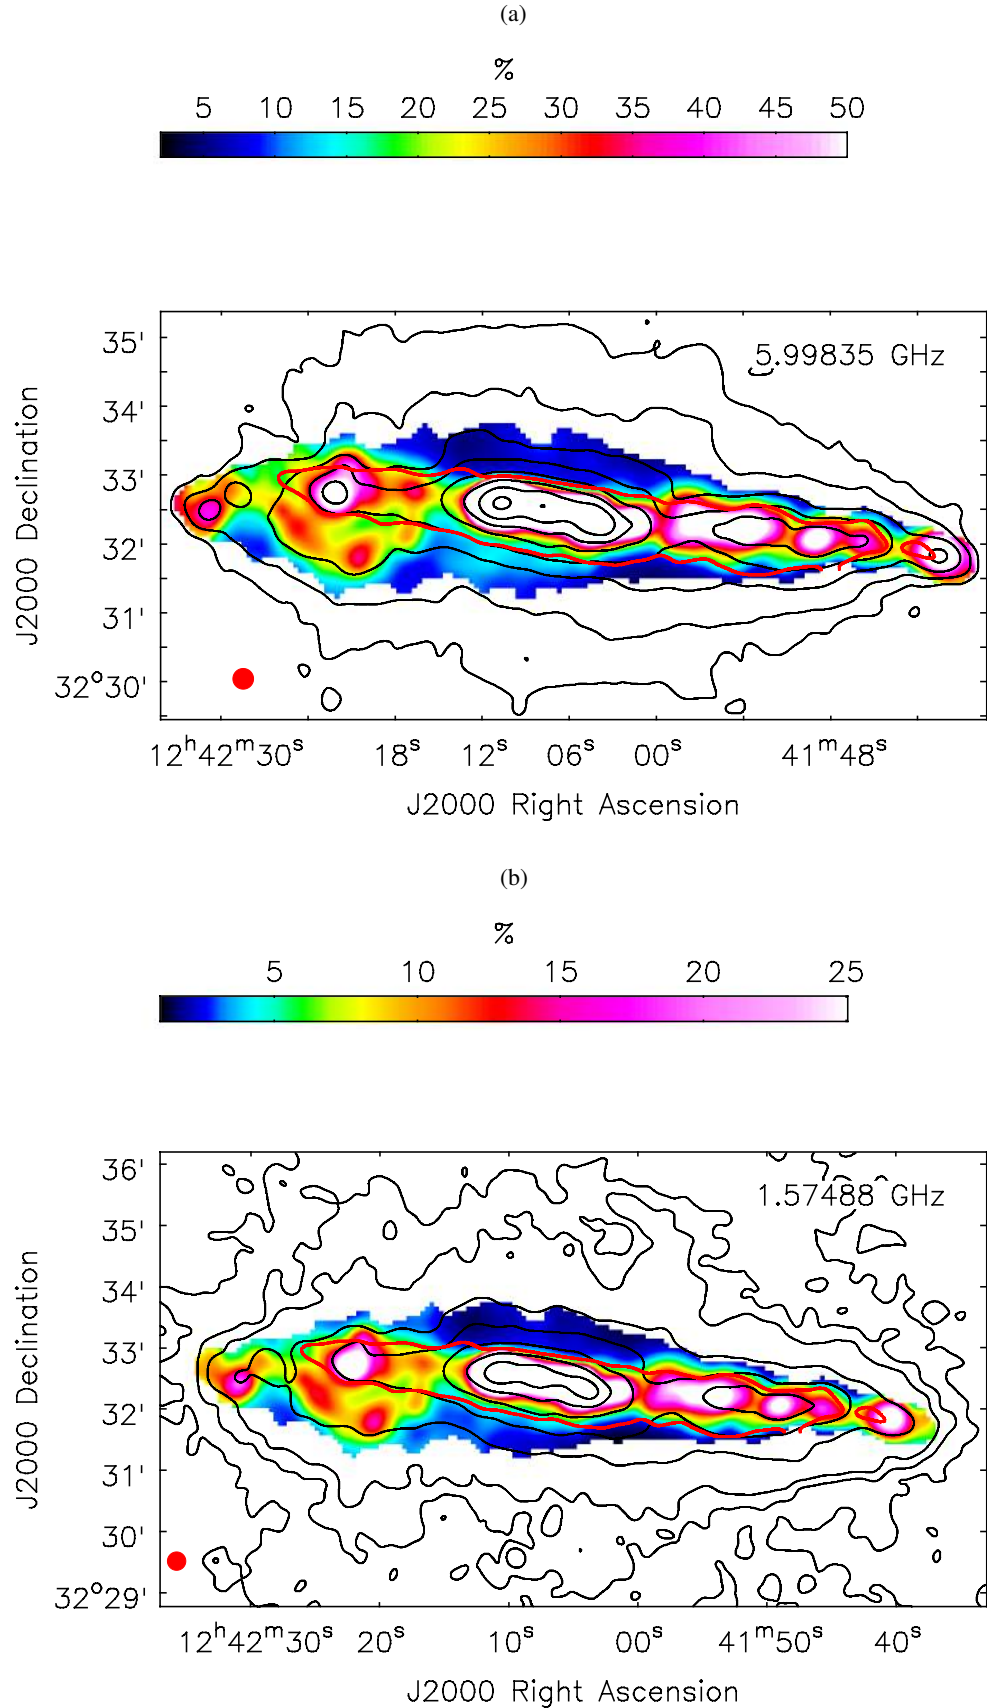 (a)
%
5 10 15 20 25 30 35 40 45 50
5.99835 GHz
35'
34'
33'
32'
31'
32°30'
J2000 Declination
12ʰ42ᵐ30ˢ 18ˢ 12ˢ 06ˢ 00ˢ 41ᵐ48ˢ
J2000 Right Ascension
(b)
%
5 10 15 20 25
36'
1.57488 GHz
35'
34'
33'
32'
31'
30'
32°29'
J2000 Declination
12ʰ42ᵐ30ˢ 20ˢ 10ˢ 00ˢ 41ᵐ50ˢ 40ˢ
J2000 Right Ascension